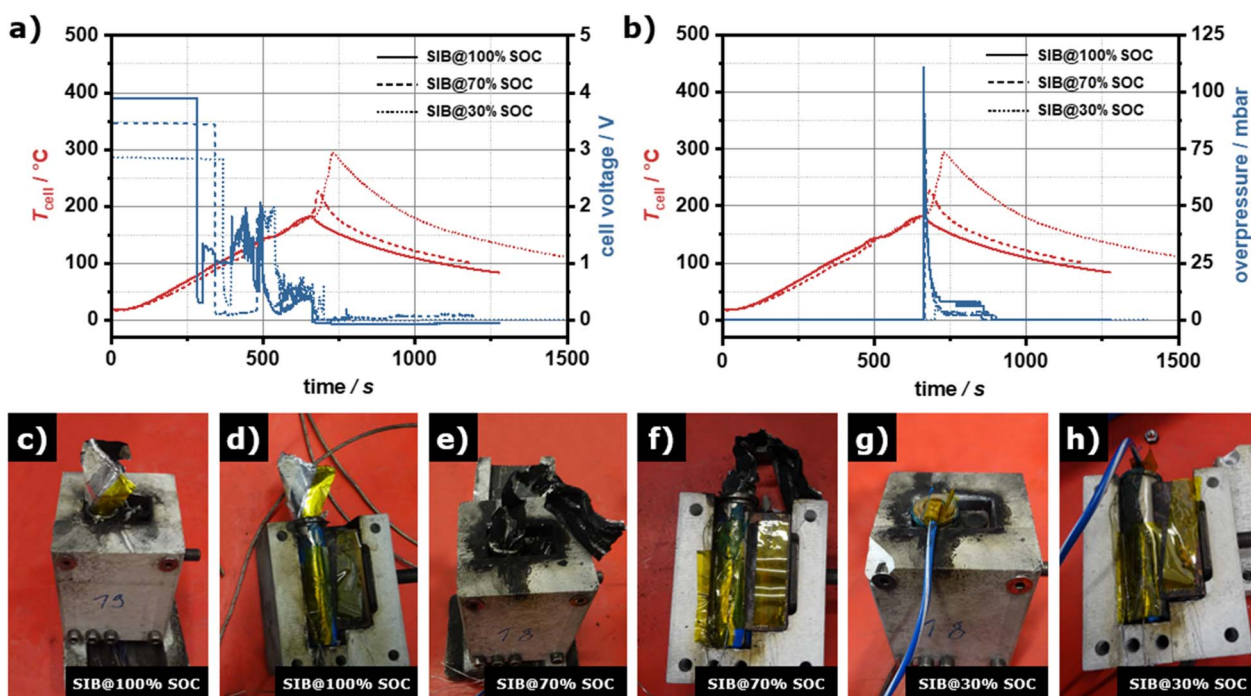 a)
500
400
300
200
100
0
T_cell / °C
5
4
3
2
1
0
cell voltage / V
SIB@100% SOC
SIB@70% SOC
SIB@30% SOC
0 500 1000 1500
time / s
b)
500
400
300
200
100
0
T_cell / °C
125
100
75
50
25
0
overpressure / mbar
SIB@100% SOC
SIB@70% SOC
SIB@30% SOC
0 500 1000 1500
time / s
c)
19
SIB@100% SOC
d)
SIB@100% SOC
e)
18
SIB@70% SOC
f)
SIB@70% SOC
g)
18
SIB@30% SOC
h)
SIB@30% SOC